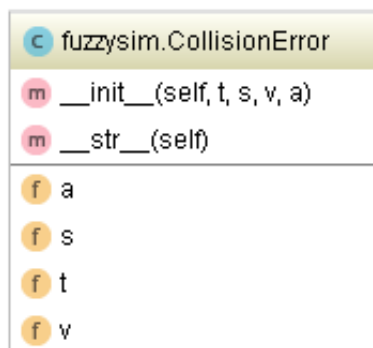 c fuzzysim.CollisionError
m __init__(self, t, s, v, a)
m __str__(self)
f a
f s
f t
f v